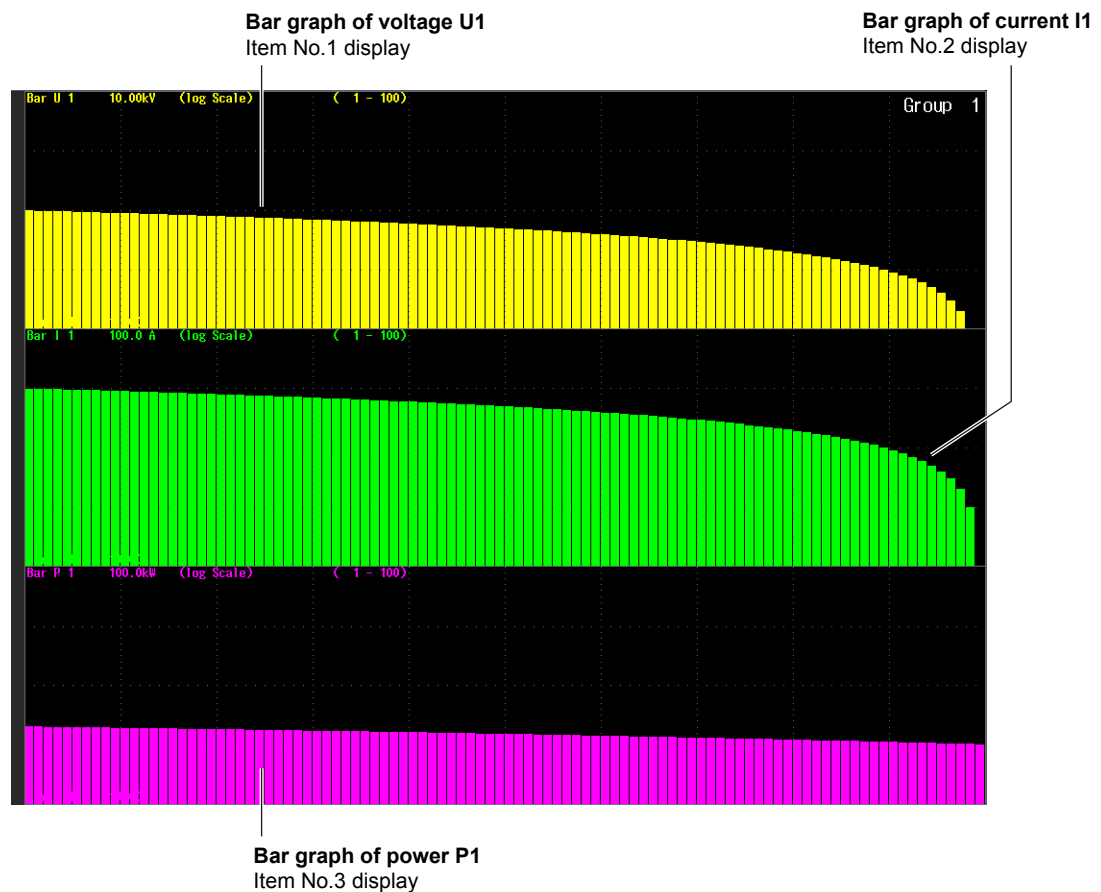 Bar graph of voltage U1
Item No.1 display
Bar graph of current I1
Item No.2 display
Bar U 1 10.00kV (log Scale) ( 1 - 100)
Group 1
Bar I 1 100.0 A (log Scale) ( 1 - 100)
Bar P 1 100.0kW (log Scale) ( 1 - 100)
Bar graph of power P1
Item No.3 display